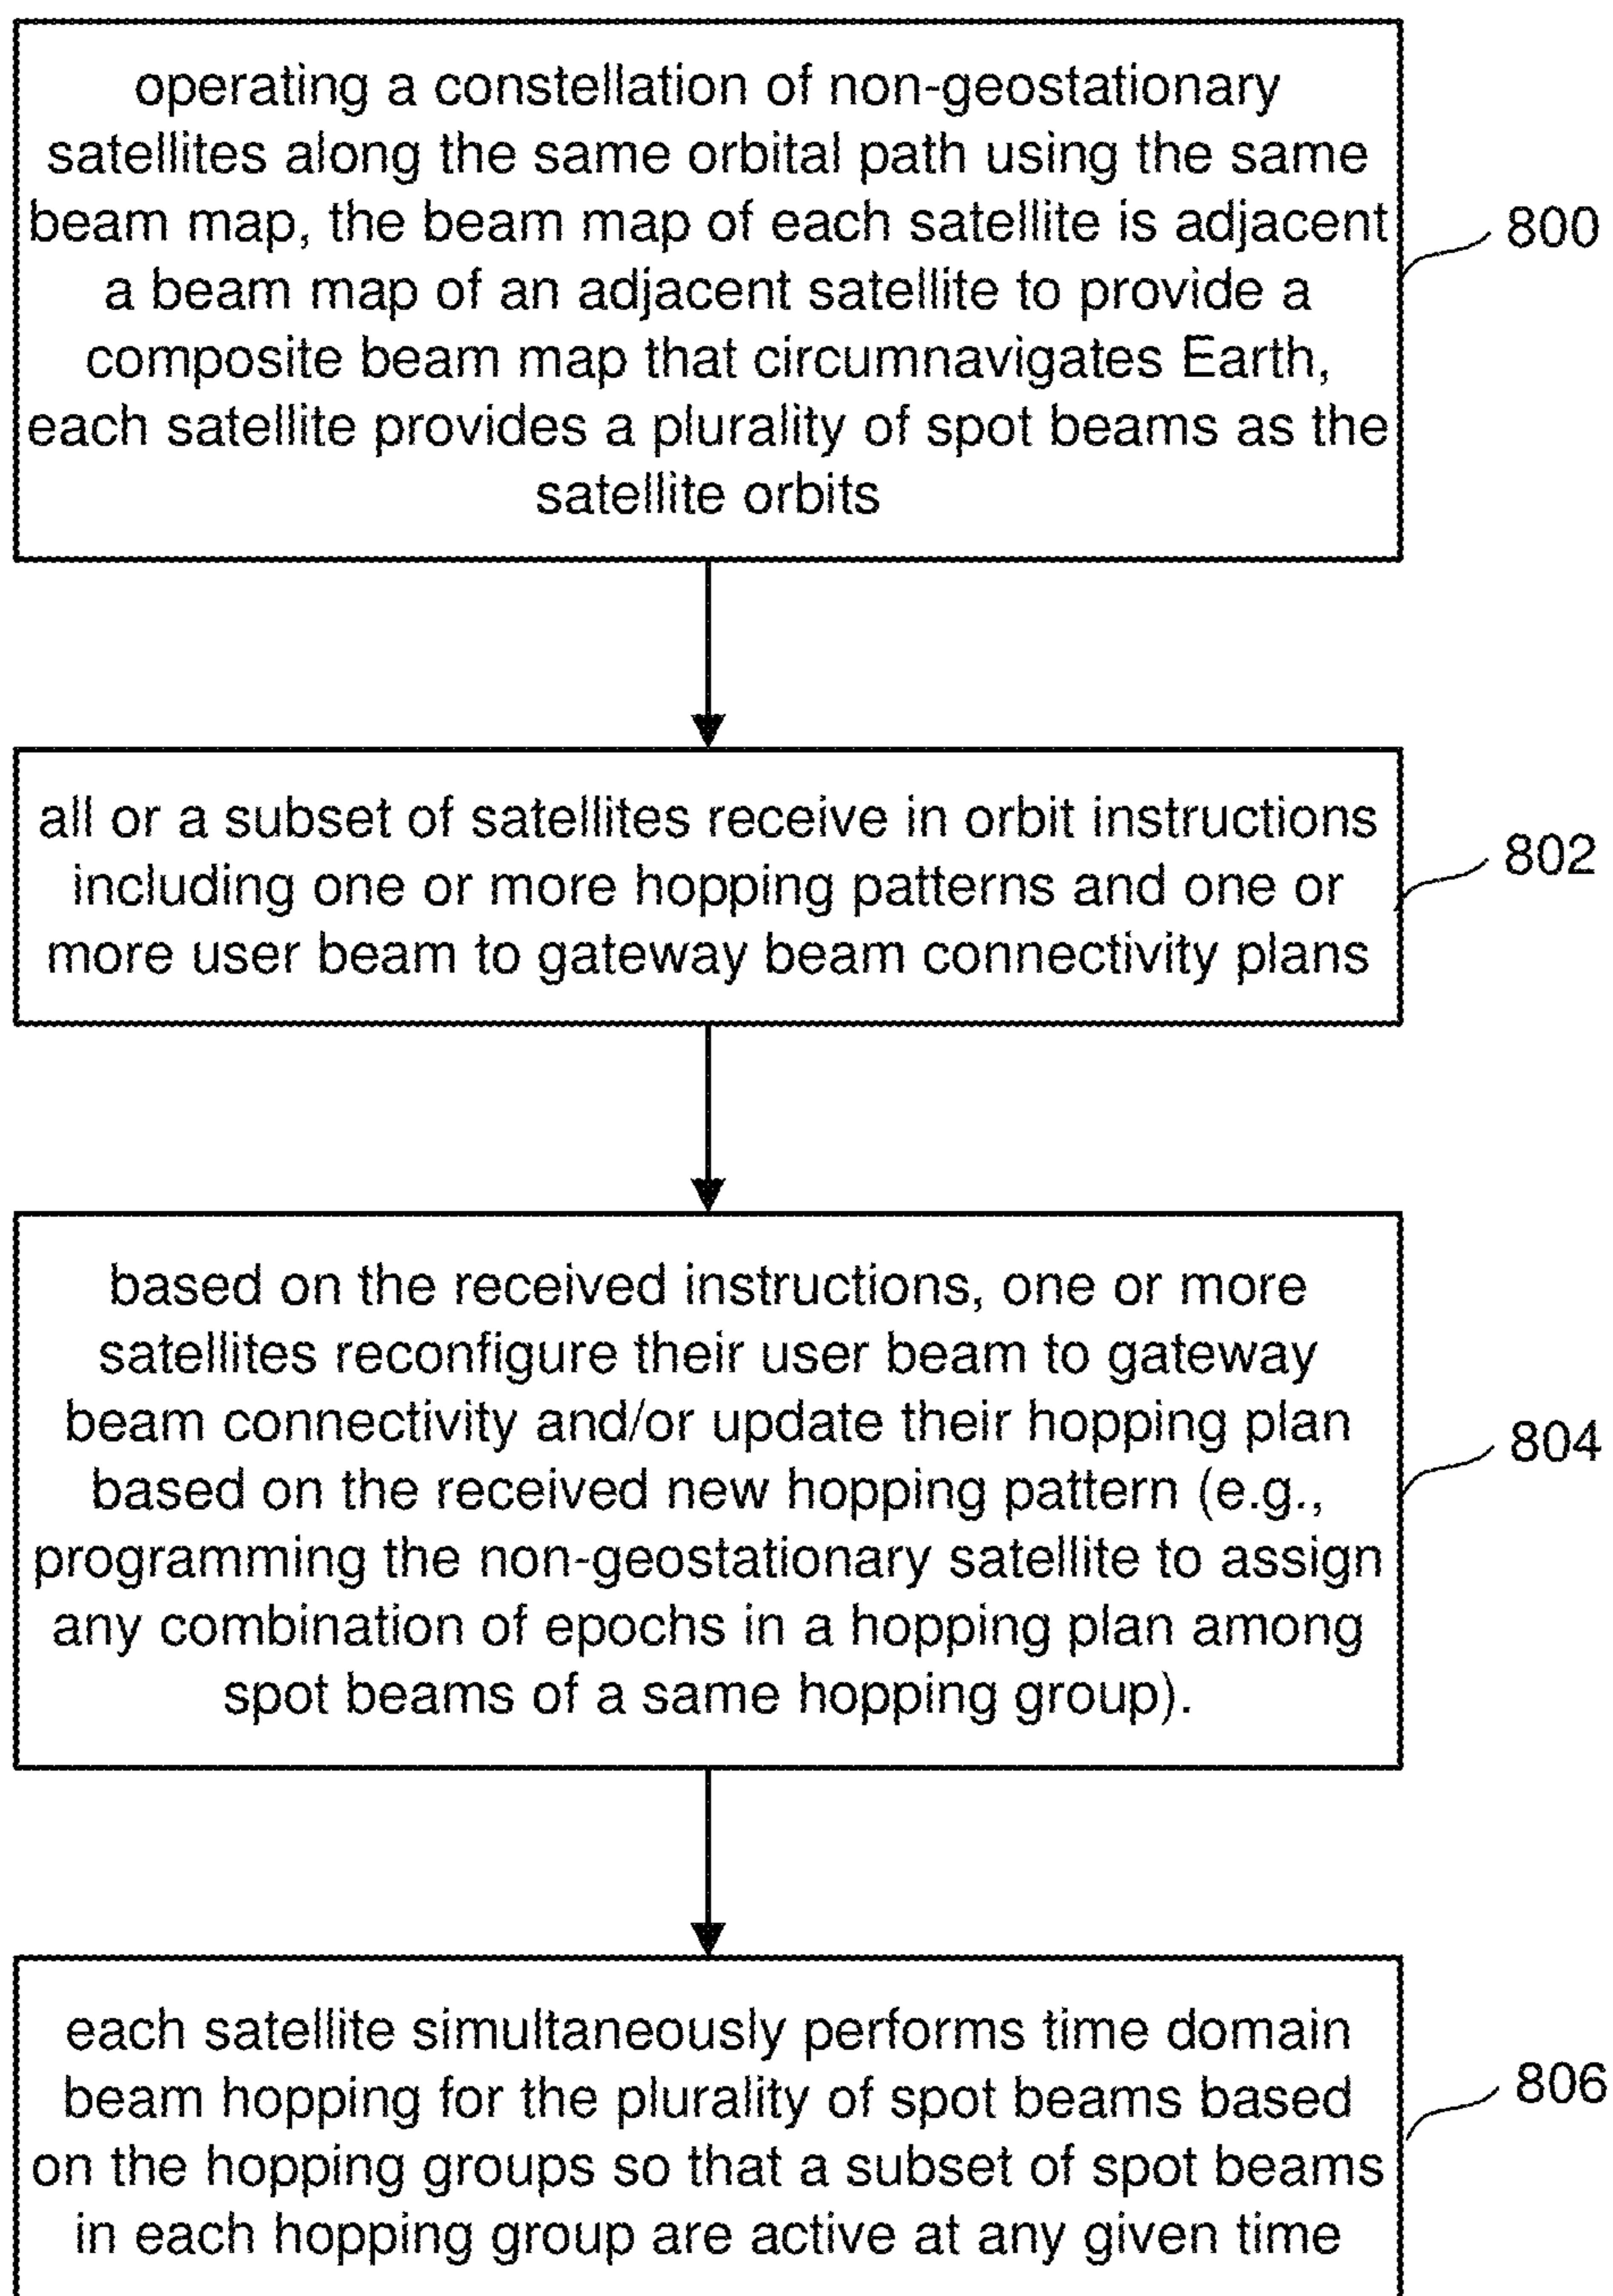 operating a constellation of non-geostationary
satellites along the same orbital path using the same
beam map, the beam map of each satellite is adjacent
a beam map of an adjacent satellite to provide a
composite beam map that circumnavigates Earth,
each satellite provides a plurality of spot beams as the
satellite orbits
800
all or a subset of satellites receive in orbit instructions
including one or more hopping patterns and one or
more user beam to gateway beam connectivity plans
802
based on the received instructions, one or more
satellites reconfigure their user beam to gateway
beam connectivity and/or update their hopping plan
based on the received new hopping pattern (e.g.,
programming the non-geostationary satellite to assign
any combination of epochs in a hopping plan among
spot beams of a same hopping group).
804
each satellite simultaneously performs time domain
beam hopping for the plurality of spot beams based
on the hopping groups so that a subset of spot beams
in each hopping group are active at any given time
806